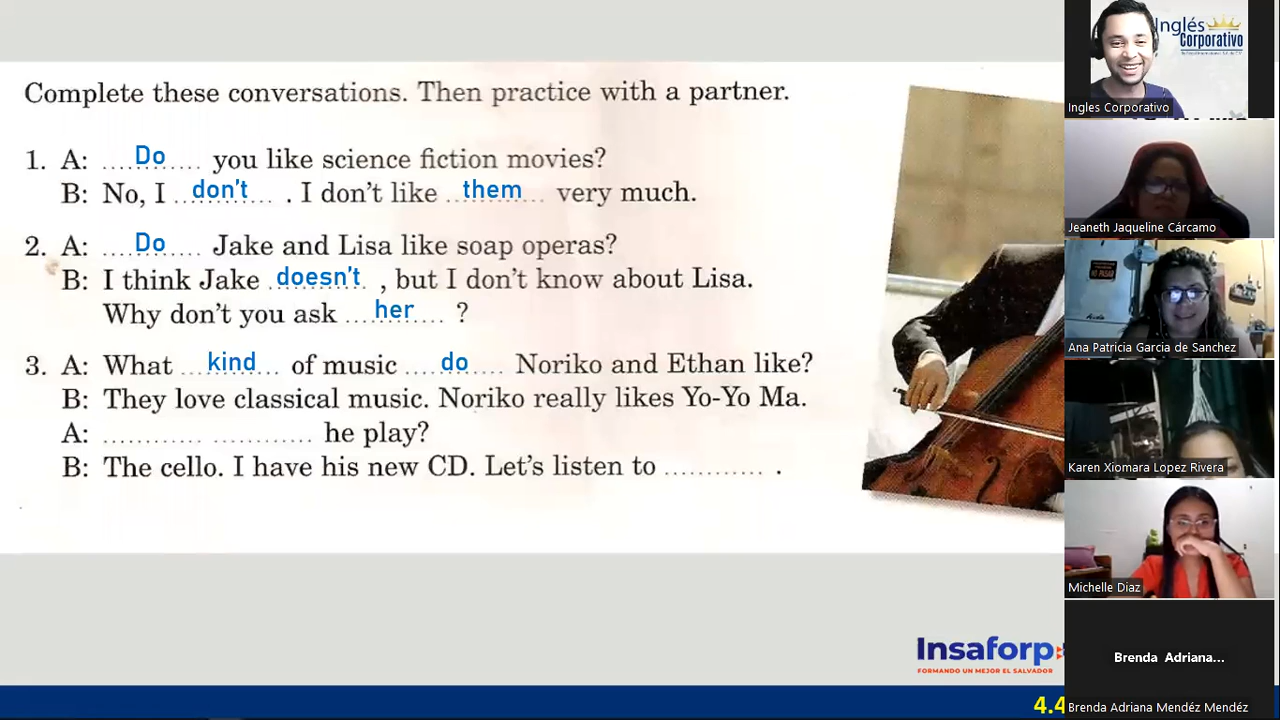 Complete these conversations. Then practice with a partner.
1. A: ....Do...... you like science fiction movies?
B: No, I ...don't.... . I don't like ...them.... very much.
2. A: ....Do..... Jake and Lisa like soap operas?
B: I think Jake .doesn't. , but I don't know about Lisa.
Why don't you ask ....her..... ?
3. A: What ...kind... of music ....do..... Noriko and Ethan like?
B: They love classical music. Noriko really likes Yo-Yo Ma.
A: ............ ............ he play?
B: The cello. I have his new CD. Let's listen to ............ .
Insaforp
FORMANDO UN MEJOR EL SALVADOR
4.4
Inglés
Corporativo
Ingles Corporativo
Jeaneth Jaqueline Cárcamo
NO PASAR
Ana Patricia Garcia de Sanchez
Karen Xiomara Lopez Rivera
Michelle Diaz
Brenda Adriana...
Brenda Adriana Mendéz Mendéz